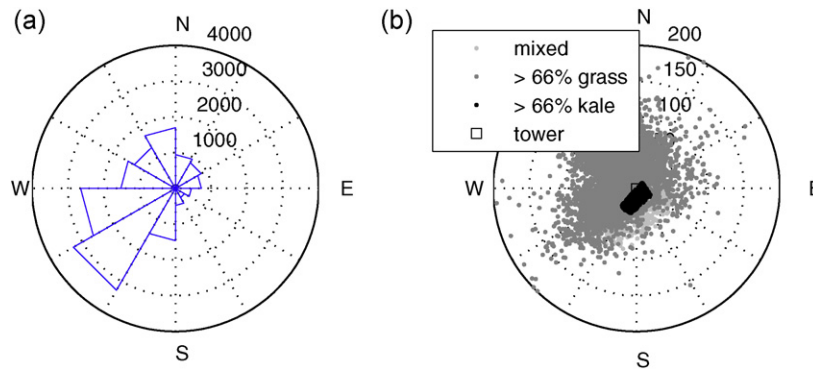 (a)
N
4000
3000
2000
1000
W
E
S
(b)
N
200
150
100
mixed
> 66% grass
> 66% kale
tower
W
E
S